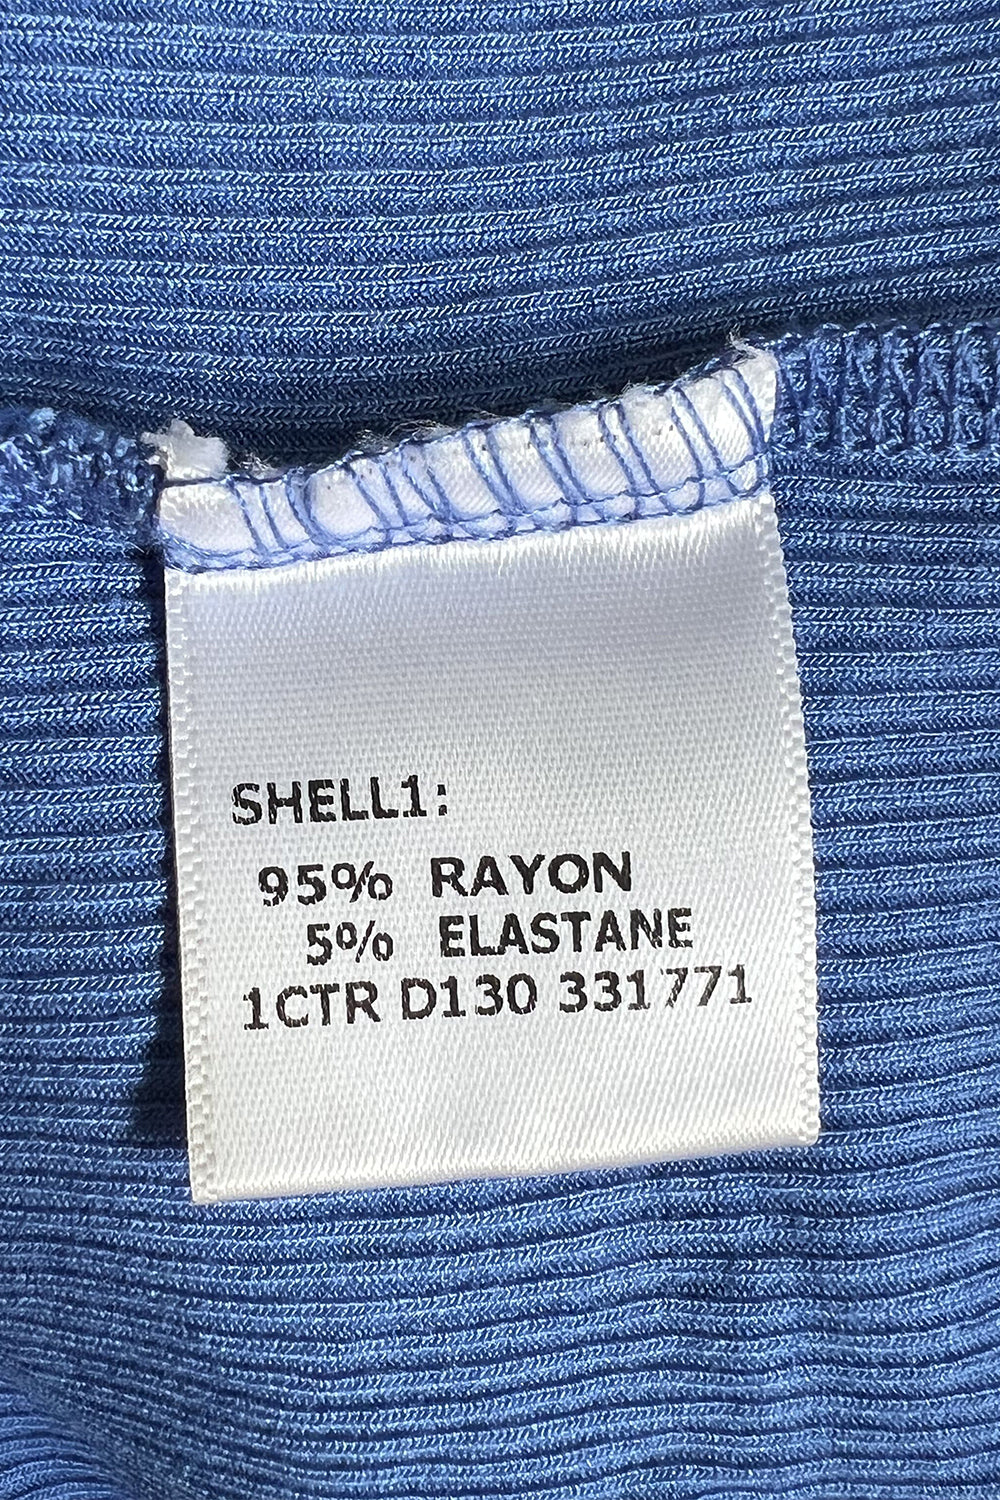 SHELL1:
95% RAYON
5% ELASTANE
1CTR D130 331771